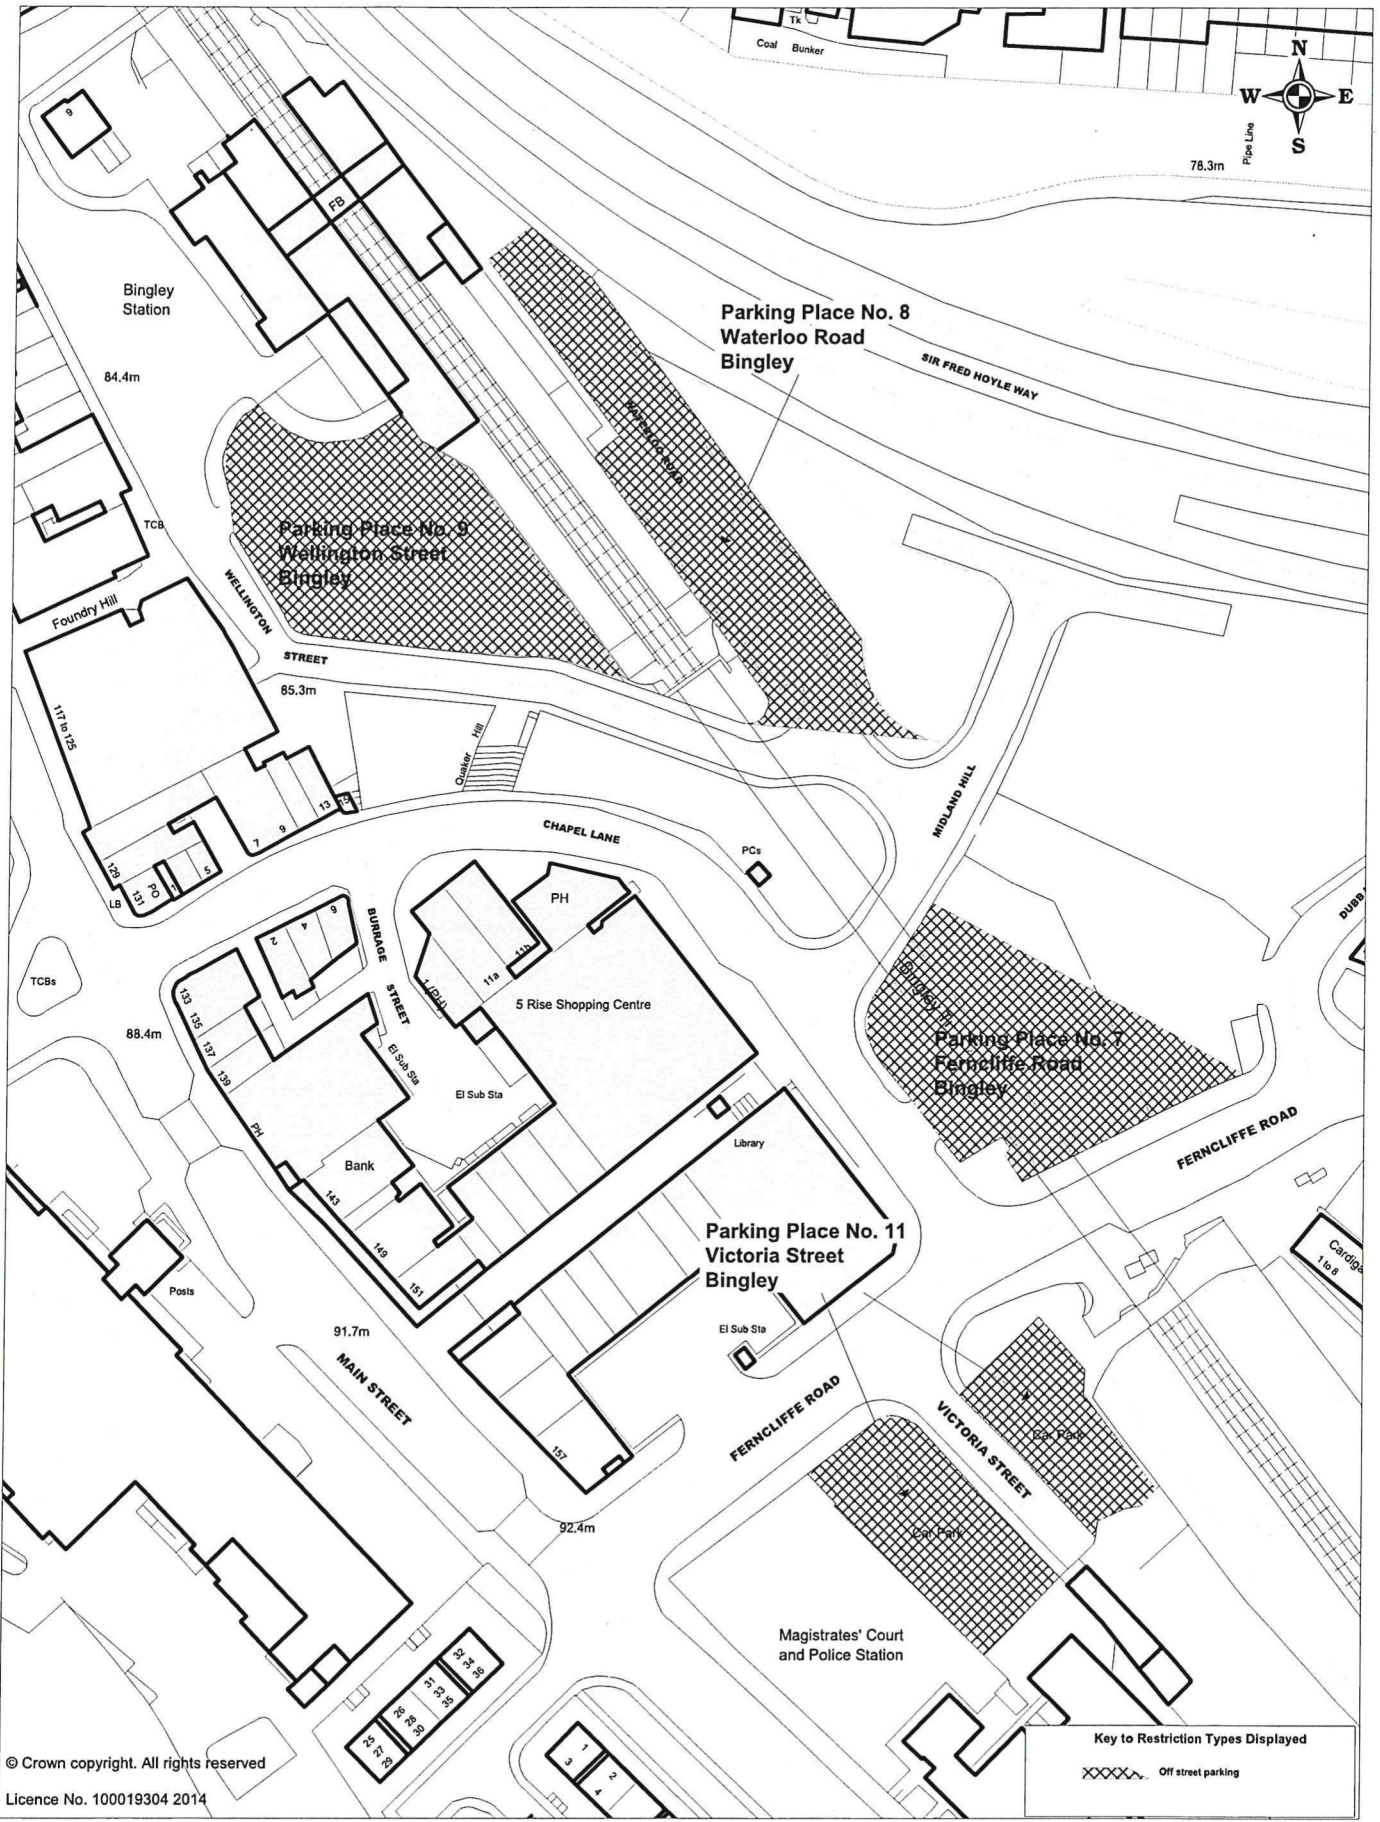 Tk
Coal Bunker
N
W E
S
Pipe Line
78.3m
9
FB
Bingley
Station
84.4m
Parking Place No. 8
Waterloo Road
Bingley
SIR FRED HOYLE WAY
WATERLOO ROAD
Parking Place No. 9
Wellington Street
Bingley
TCB
Foundry Hill
WELLINGTON
STREET
85.3m
117 to 125
Quaker Hill
MIDLAND HILL
13
9
7
15
CHAPEL LANE
PCs
129
131
PO
1
5
LB
PH
6
4
2
BURRAGE
STREET
11b
11a
1 (PH)
5 Rise Shopping Centre
TCBs
88.4m
133
135
137
139
El Sub Sta
El Sub Sta
PH
Bank
143
149
151
Library
Parking Place No. 7
Ferncliffe Road
Bingley
FERNCLIFFE ROAD
Parking Place No. 11
Victoria Street
Bingley
El Sub Sta
Posts
91.7m
MAIN STREET
157
92.4m
FERNCLIFFE ROAD
VICTORIA STREET
Car Park
Car Park
1 to 8
Magistrates' Court
and Police Station
32
34
36
31
33
35
26
28
30
25
27
29
1
3
2
4
Key to Restriction Types Displayed
Off street parking
© Crown copyright. All rights reserved
Licence No. 100019304 2014